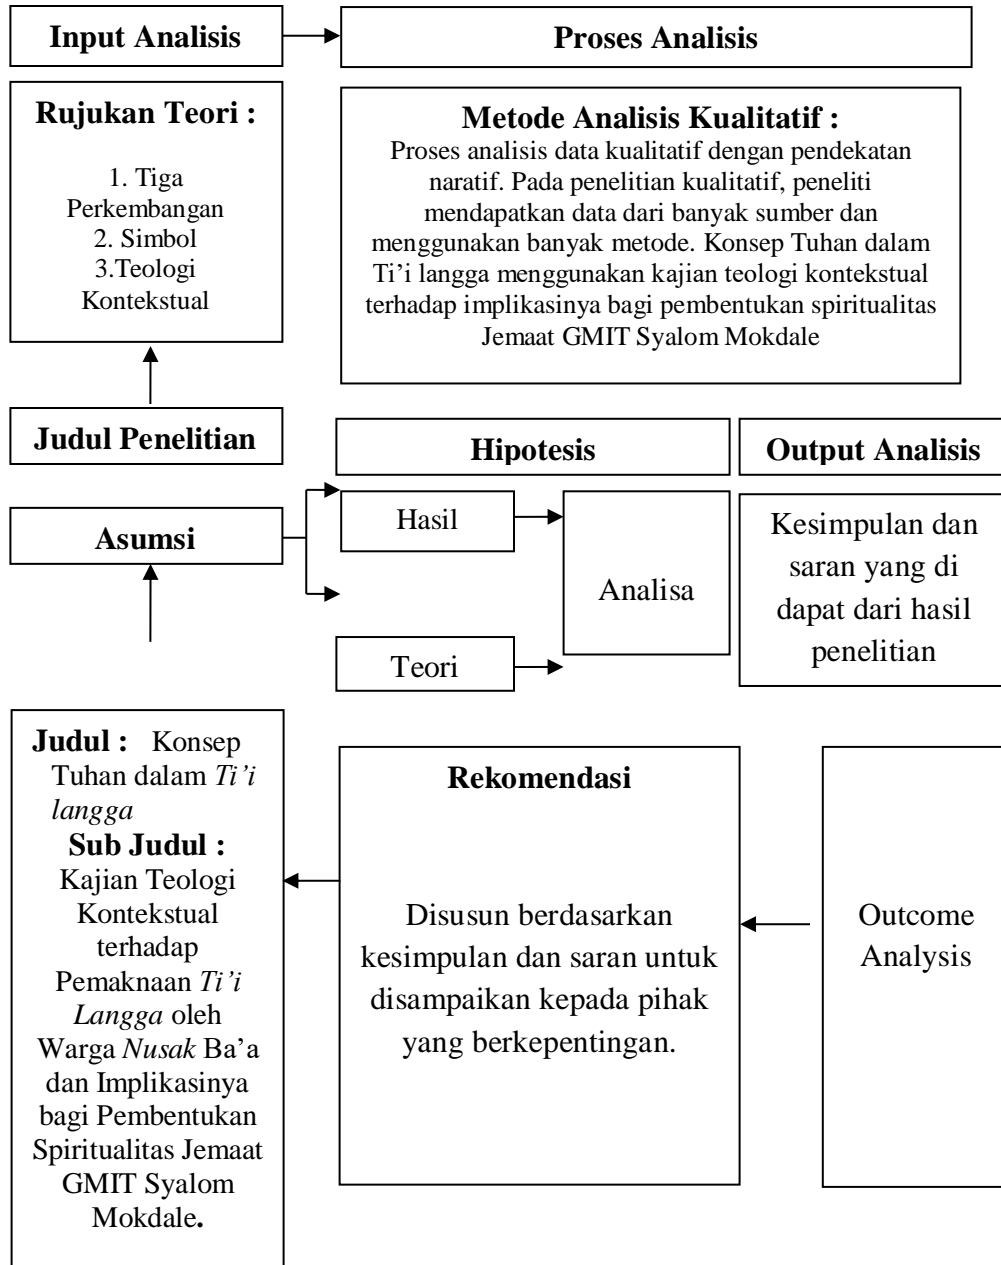 Input Analisis
Proses Analisis
Rujukan Teori :
1. Tiga
Perkembangan
2. Simbol
3.Teologi
Kontekstual
Metode Analisis Kualitatif :
Proses analisis data kualitatif dengan pendekatan
naratif. Pada penelitian kualitatif, peneliti
mendapatkan data dari banyak sumber dan
menggunakan banyak metode. Konsep Tuhan dalam
Ti’i langga menggunakan kajian teologi kontekstual
terhadap implikasinya bagi pembentukan spiritualitas
Jemaat GMIT Syalom Mokdale
Judul Penelitian
Hipotesis
Output Analisis
Asumsi
Hasil
Teori
Analisa
Kesimpulan dan
saran yang di
dapat dari hasil
penelitian
Judul : Konsep
Tuhan dalam Ti’i
langga
Sub Judul :
Kajian Teologi
Kontekstual
terhadap
Pemaknaan Ti’i
Langga oleh
Warga Nusak Ba’a
dan Implikasinya
bagi Pembentukan
Spiritualitas Jemaat
GMIT Syalom
Mokdale.
Rekomendasi
Disusun berdasarkan
kesimpulan dan saran untuk
disampaikan kepada pihak
yang berkepentingan.
Outcome
Analysis